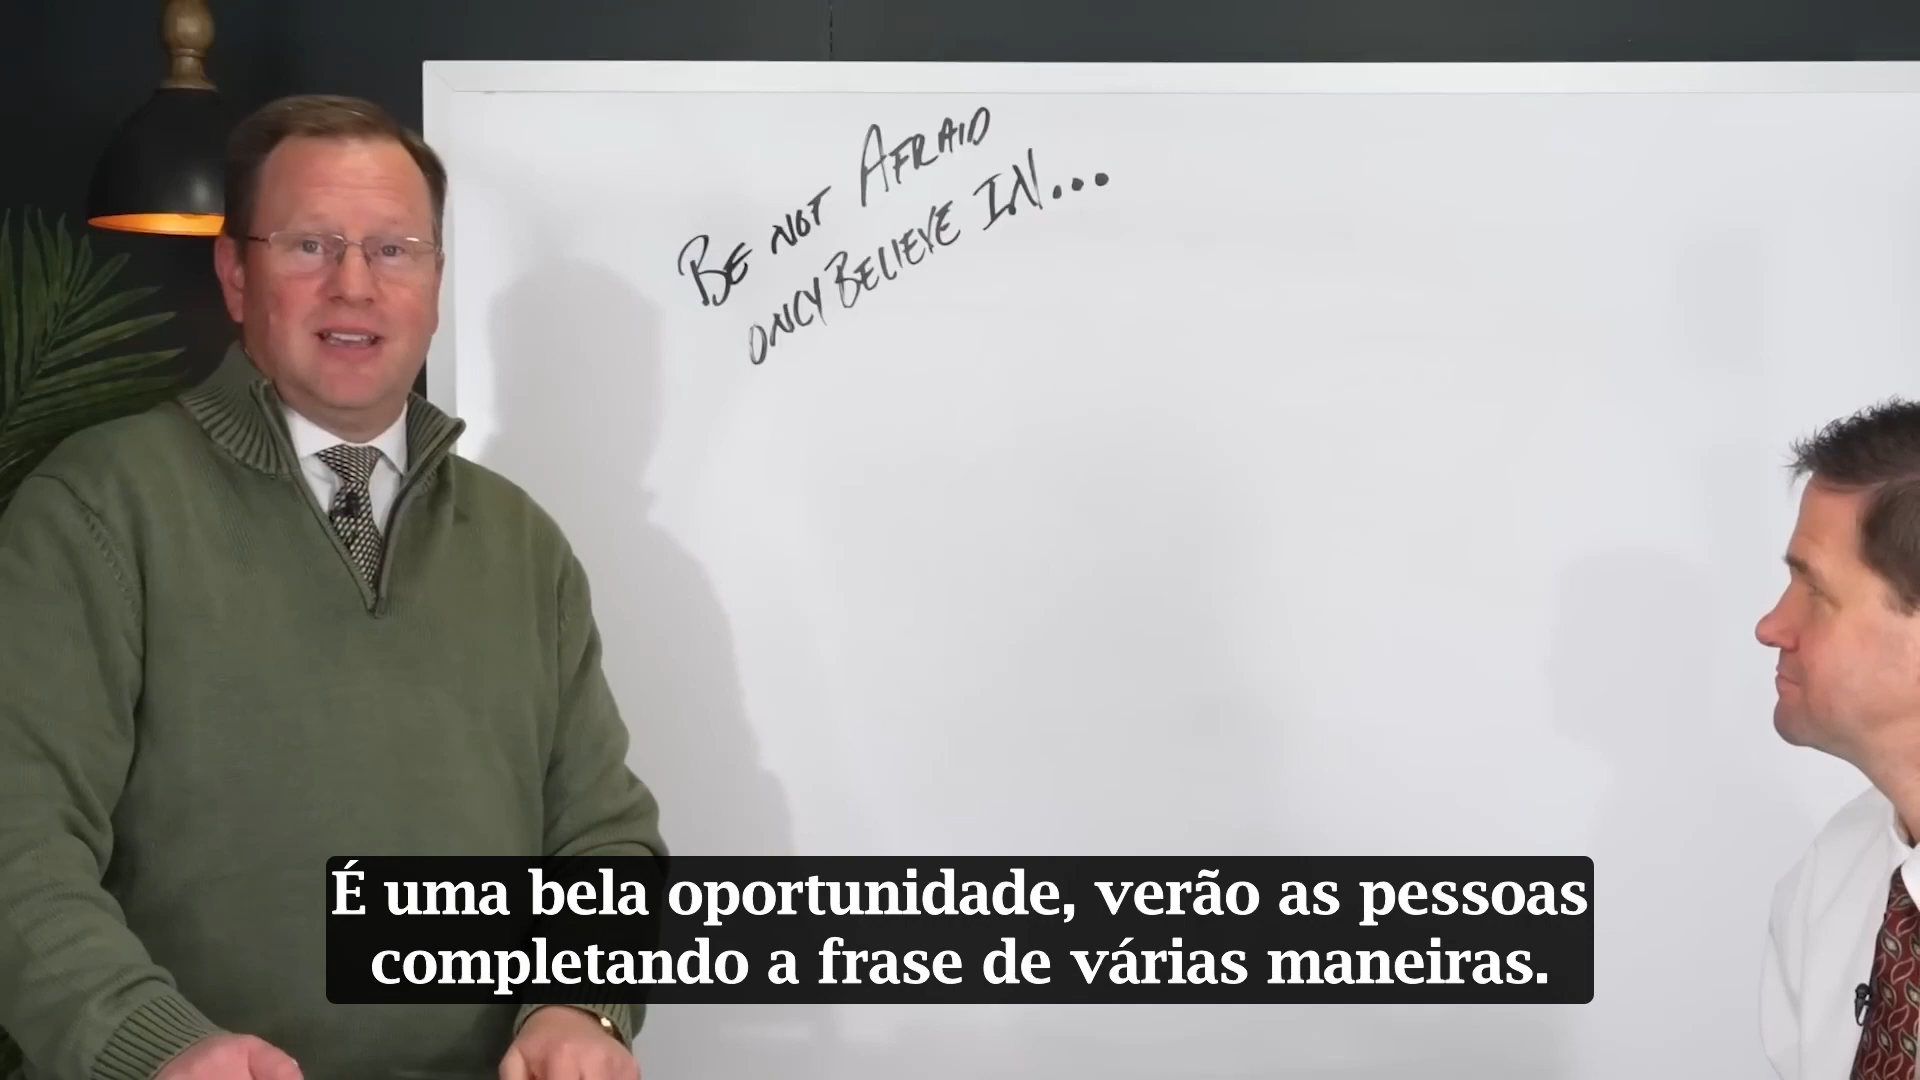 BE NOT AFRAID
ONLY BELIEVE IN...
É uma bela oportunidade, verão as pessoas
completando a frase de várias maneiras.